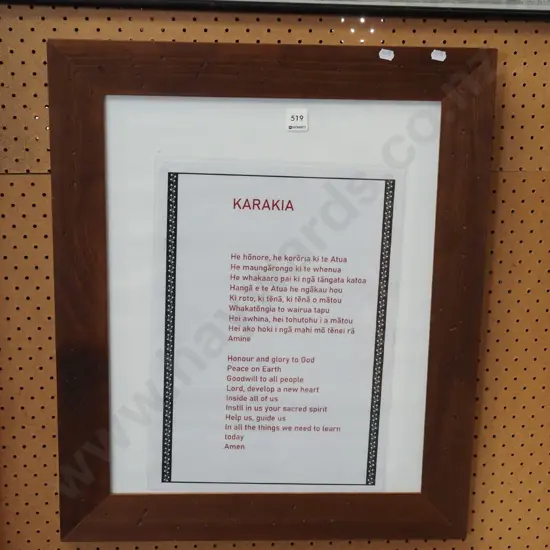 519
KARAKIA
He hōnore, he korōria ki te Atua
He maungārongo ki te whenua
He whakaaro pai ki ngā tāngata katoa
Hangā e te Atua he ngākau hou
Ki roto, ki tēnā, ki tēnā o mātou
Whakatōngia to wairua tapu
Hei awhina, hei tohutohu i a mātou
Hei ako hoki i ngā mahi mō tēnei rā
Amine
Honour and glory to God
Peace on Earth
Goodwill to all people
Lord, develop a new heart
Inside all of us
Instil in us your sacred spirit
Help us, guide us
In all the things we need to learn
today
Amen